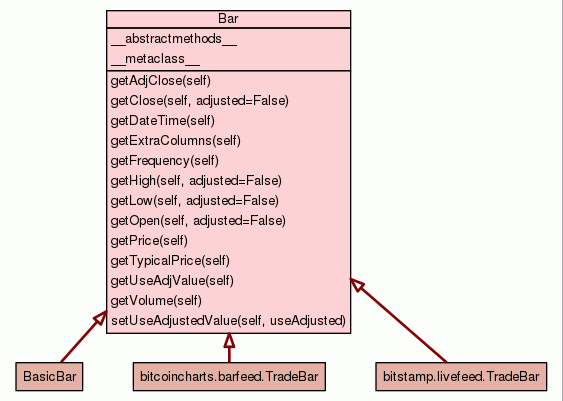 Bar
__abstractmethods__
__metaclass__
getAdjClose(self)
getClose(self, adjusted=False)
getDateTime(self)
getExtraColumns(self)
getFrequency(self)
getHigh(self, adjusted=False)
getLow(self, adjusted=False)
getOpen(self, adjusted=False)
getPrice(self)
getTypicalPrice(self)
getUseAdjValue(self)
getVolume(self)
setUseAdjustedValue(self, useAdjusted)
BasicBar
bitcoincharts.barfeed.TradeBar
bitstamp.livefeed.TradeBar